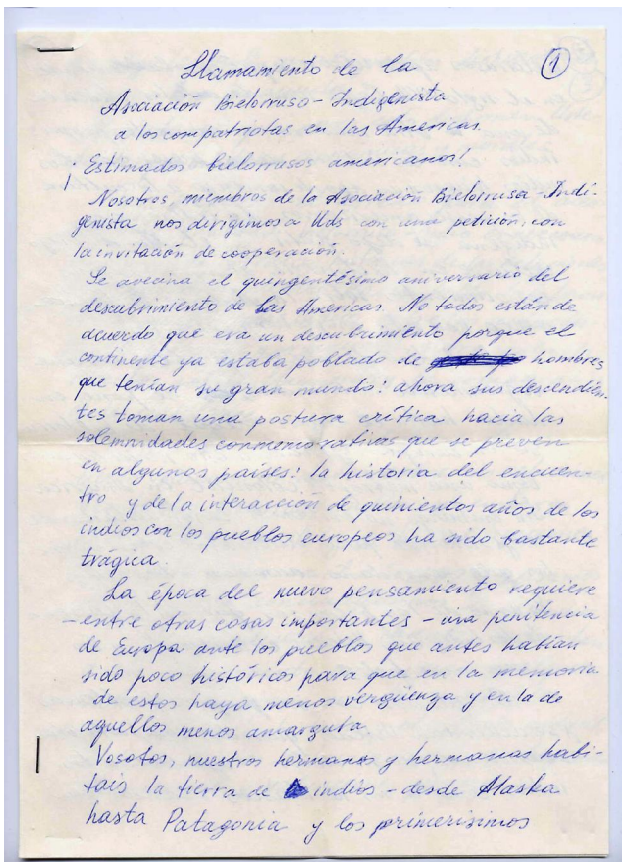 Llamamiento de la
1
Asociación Bielorruso-Indigenista
a los compatriotas en las Américas.
¡Estimados bielorrusos americanos!
Nosotros, miembros de la Asociación Bielorrusa-Indi-
genista nos dirigimos a Uds con una petición, con
la invitación de cooperación.
Se avecina el quingentésimo aniversario del
descubrimiento de las Américas. No todos están de
acuerdo que era un descubrimiento porque el
continente ya estaba poblado de hombres
que tenían su gran mundo: ahora sus descendien-
tes toman una postura crítica hacia las
solemnidades conmemorativas que se preven
en algunos países: la historia del encuen-
tro y de la interacción de quinientos años de los
indios con los pueblos europeos ha sido bastante
trágica.
La época del nuevo pensamiento requiere
- entre otras cosas importantes - una penitencia
de Europa ante los pueblos que antes habían
sido poco históricos para que en la memoria
de estos haya menos vergüenza y en la de
aquellos menos amargura.
Vosotos, nuestros hermanos y hermanas habi-
tais la tierra de indios - desde Alaska
hasta Patagonia y los primerísimos